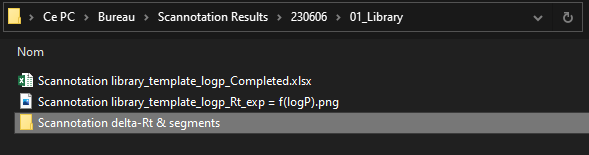 Ce PC > Bureau > Scannotation Results > 230606 > 01_Library
Nom
Scannotation library_template_logp_Completed.xlsx
Scannotation library_template_logp_Rt_exp = f(logP).png
Scannotation delta-Rt & segments